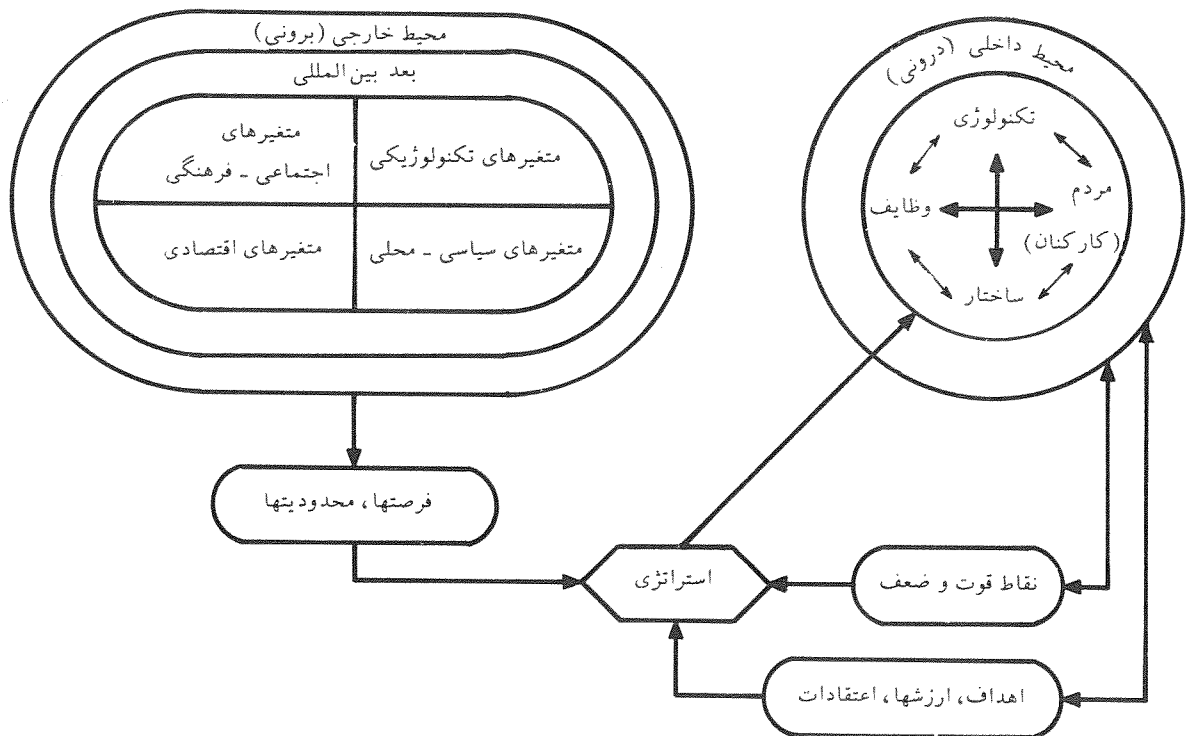 محیط خارجی (برونی)
بعد بین‌المللی
متغیرهای
اجتماعی ـ فرهنگی
متغیرهای تکنولوژیکی
متغیرهای اقتصادی
متغیرهای سیاسی ـ محلی
محیط داخلی (درونی)
تکنولوژی
مردم
(کارکنان)
وظایف
ساختار
فرصتها، محدودیتها
استراتژی
نقاط قوت و ضعف
اهداف، ارزشها، اعتقادات